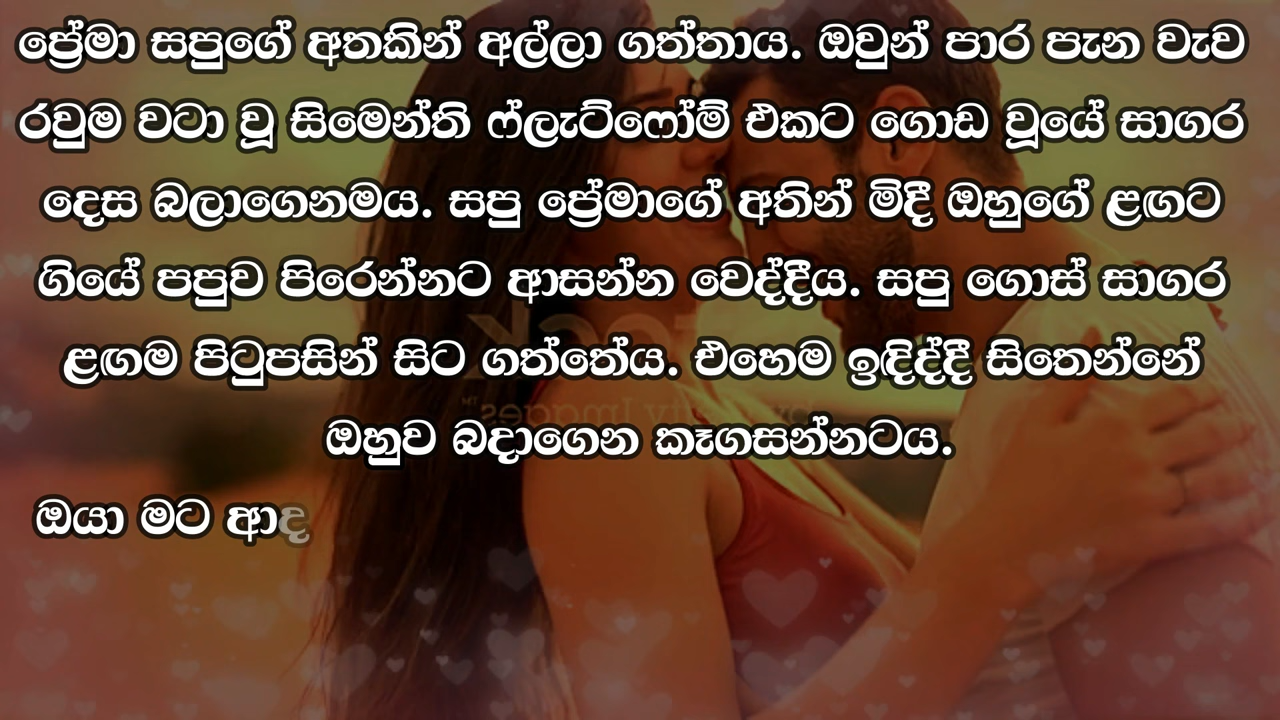 ප්‍රේමා සපුගේ අතකින් අල්ලා ගත්තාය. ඔවුන් පාර පැන වැව
රවුම වටා වූ සිමෙන්ති ෆ්ලැට්ෆෝම් එකට ගොඩ වූයේ සාගර
දෙස බලාගෙනමය. සපු ප්‍රේමාගේ අතින් මිදී ඔහුගේ ළඟට
ගියේ පපුව පිරෙන්නට ආසන්න වෙද්දීය. සපු ගොස් සාගර
ළඟම පිටුපසින් සිට ගත්තේය. එහෙම ඉඳිද්දී සිතෙන්නේ
ඔහුව බදාගෙන කෑගසන්නටය.
ඔයා මට ආද